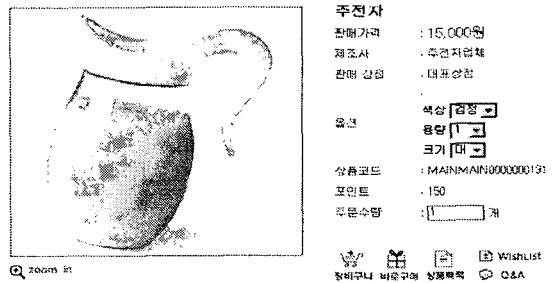 주전자
판매가격 : 15,000원
제조사 : 주전자업체
판매 상점 : 대표상점
옵션
색상 검정
용량 1
크기 대
상품코드 : MAINMAIN0000000191
포인트 : 150
주문수량 : 1 개
zoom in
장바구니 바로구매 상품목록
WishList
Q&A